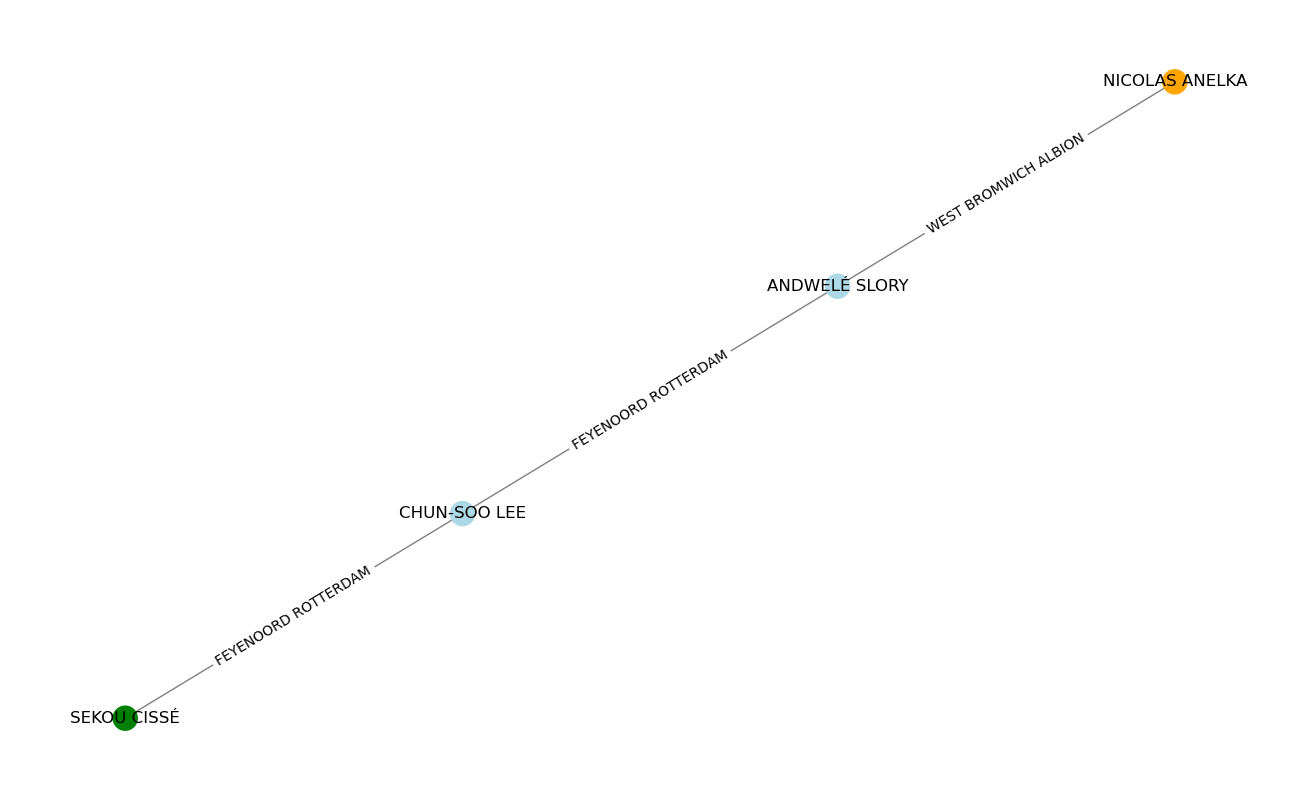 NICOLAS ANELKA
WEST BROMWICH ALBION
ANDWELÉ SLORY
FEYENOORD ROTTERDAM
CHUN-SOO LEE
FEYENOORD ROTTERDAM
SEKOU CISSÉ